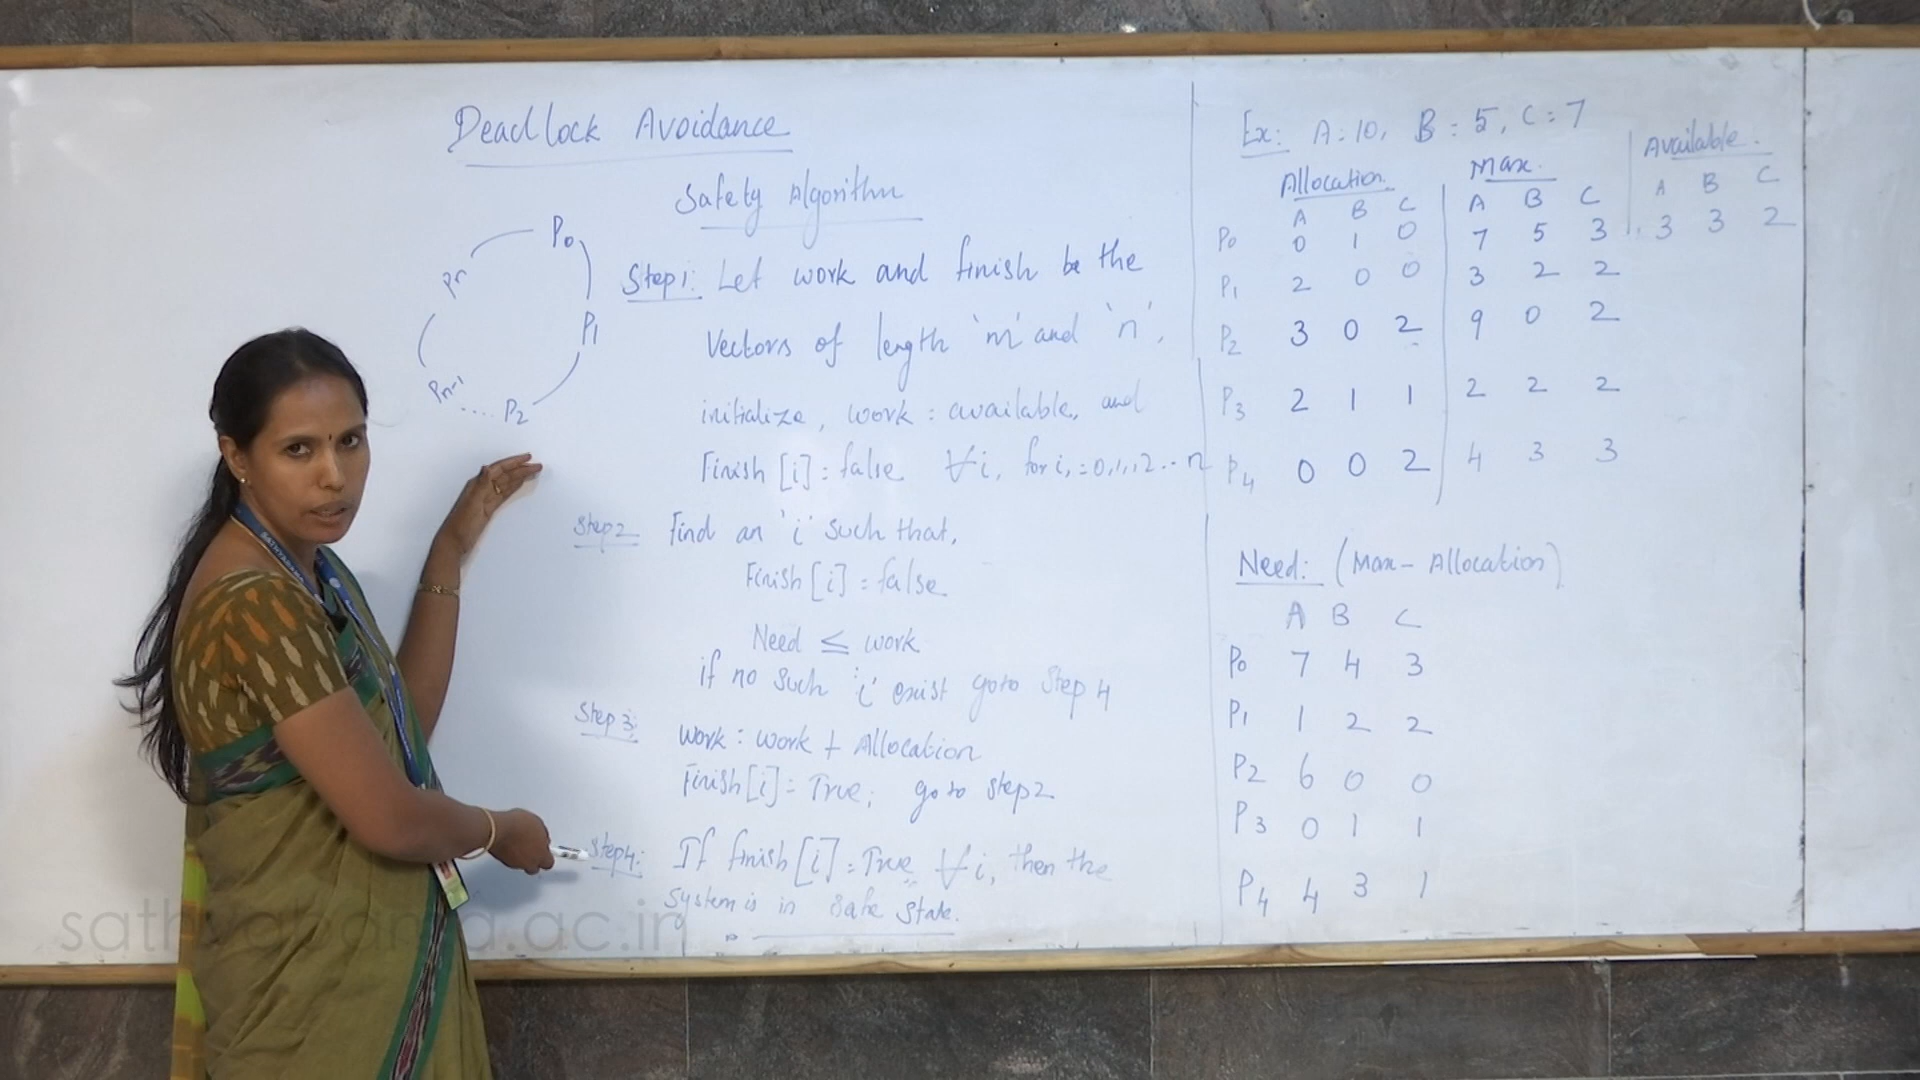 Deadlock Avoidance
Safety Algorithm
P0
Pn
P1
Pn-1
.... P2
Step1: Let work and finish be the
Vectors of length 'm' and 'n',
initialize, work = available, and
Finish [i] = false ∀i, for i, = 0,1,,2.. n
Step2 Find an 'i' such that,
Finish [i] = false
Need ≤ work
if no such 'i' exist goto Step 4
Step 3: work = work + Allocation
Finish[i] = True; go to step2
Step4: If finish[i] = True ∀i, then the
System is in Safe State.
Ex: A=10, B=5, C=7
Allocation Max. Available.
A B C A B C A B C
P0 0 1 0 7 5 3 3 3 2
P1 2 0 0 3 2 2
P2 3 0 2 9 0 2
P3 2 1 1 2 2 2
P4 0 0 2 4 3 3
Need: (Max - Allocation)
A B C
P0 7 4 3
P1 1 2 2
P2 6 0 0
P3 0 1 1
P4 4 3 1
sathyabama.ac.in